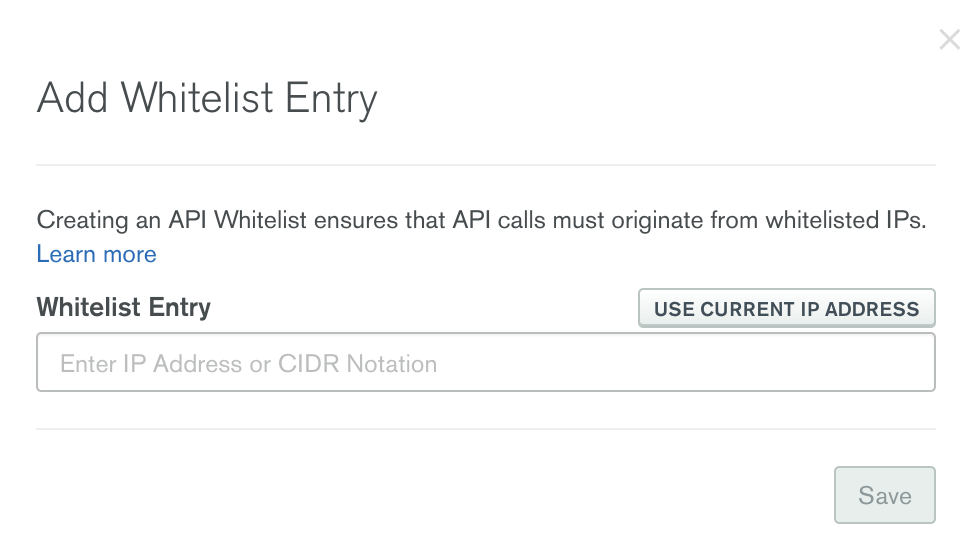 Add Whitelist Entry
Creating an API Whitelist ensures that API calls must originate from whitelisted IPs.
Learn more
Whitelist Entry
USE CURRENT IP ADDRESS
Enter IP Address or CIDR Notation
Save